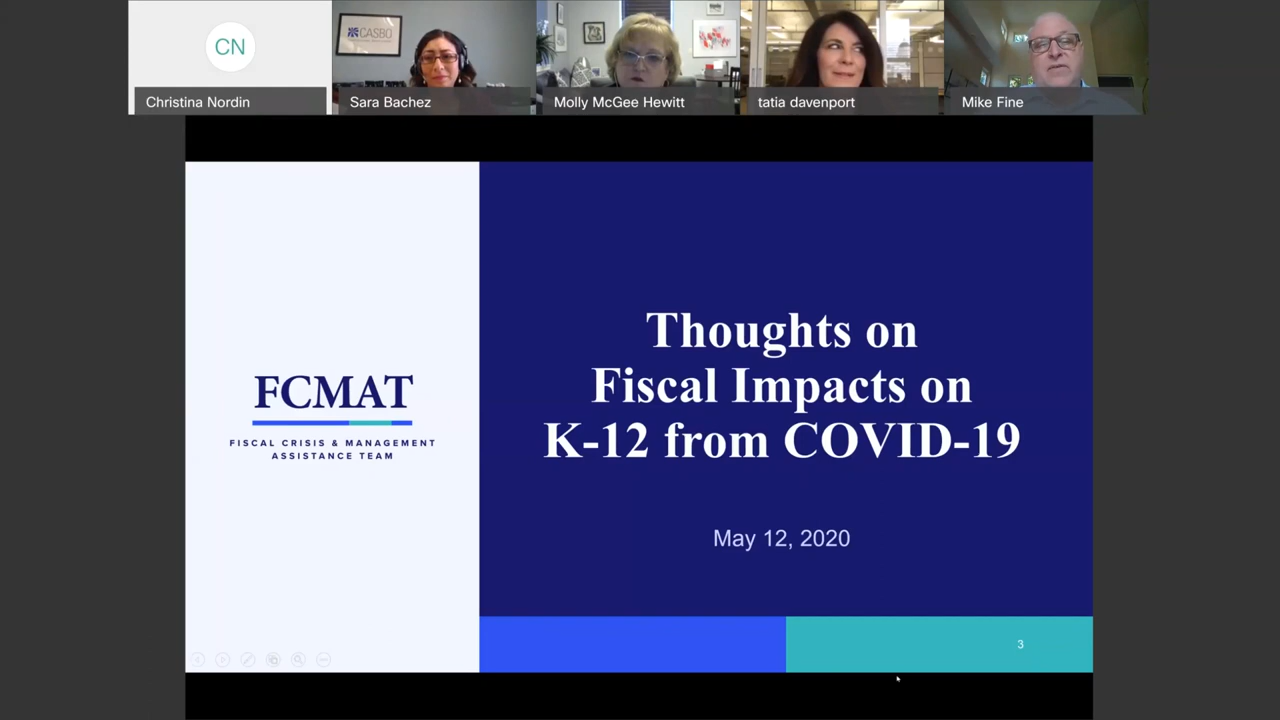 CN
CASBO
Christina Nordin
Sara Bachez
Molly McGee Hewitt
tatia davenport
Mike Fine
FCMAT
FISCAL CRISIS & MANAGEMENT
ASSISTANCE TEAM
Thoughts on
Fiscal Impacts on
K-12 from COVID-19
May 12, 2020
3